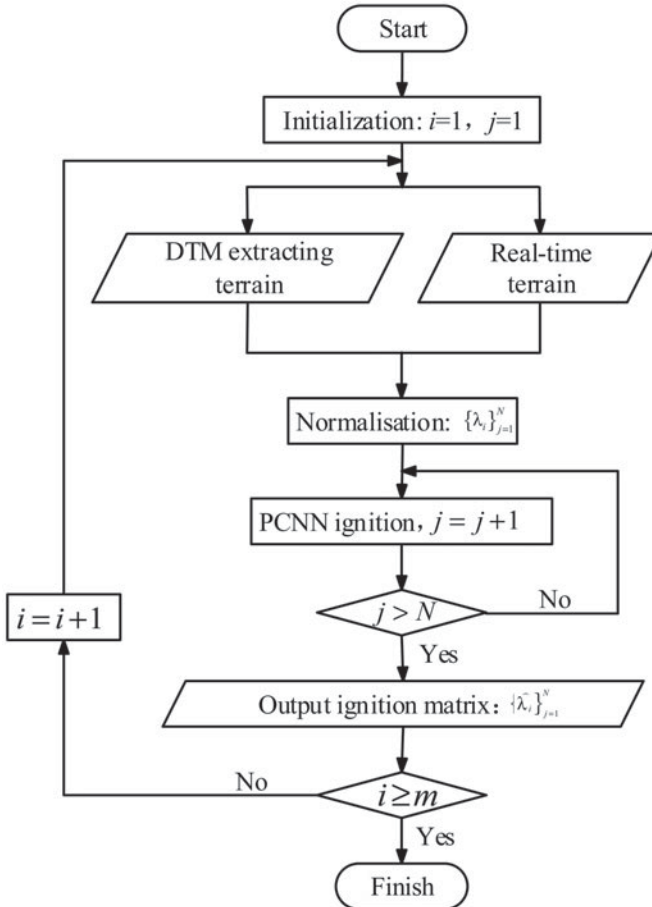 Start
Initialization: i=1, j=1
DTM extracting
terrain
Real-time
terrain
Normalisation: {λᵢ}ᴺⱼ₌₁
PCNN ignition, j = j+1
j > N
No
Yes
i = i+1
Output ignition matrix: {λ̂ᵢ}ᴺⱼ₌₁
No
i ≥ m
Yes
Finish